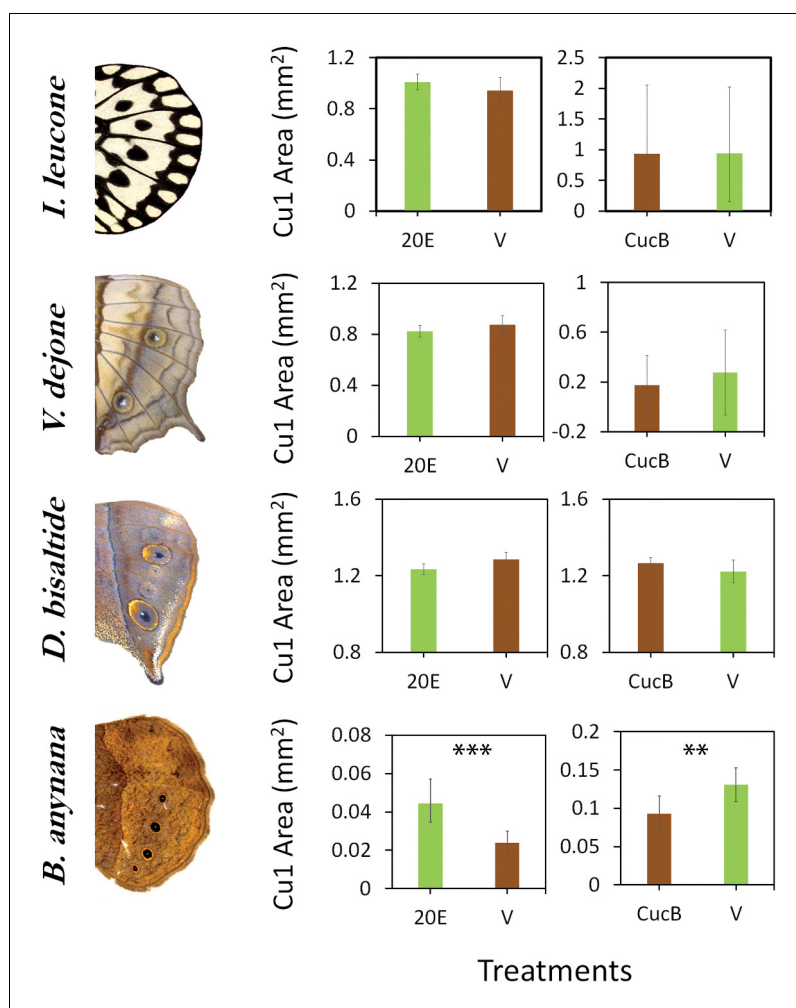 I. leucone
Cu1 Area (mm²)
1.2
0.8
0.4
0
20E V
2.5
2
1.5
1
0.5
0
CucB V
V. dejone
Cu1 Area (mm²)
1.2
0.8
0.4
0
20E V
1
0.6
0.2
-0.2
CucB V
D. bisaltide
Cu1 Area (mm²)
1.6
1.2
0.8
20E V
1.6
1.2
0.8
CucB V
B. anynana
Cu1 Area (mm²)
0.08
0.06
0.04
0.02
0
***
20E V
0.2
0.15
0.1
0.05
0
**
CucB V
Treatments